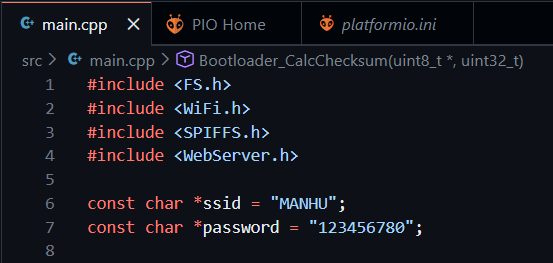 main.cpp PIO Home platformio.ini
src > main.cpp > Bootloader_CalcChecksum(uint8_t *, uint32_t)
1 #include <FS.h>
2 #include <WiFi.h>
3 #include <SPIFFS.h>
4 #include <WebServer.h>
5
6 const char *ssid = "MANHU";
7 const char *password = "123456780";
8